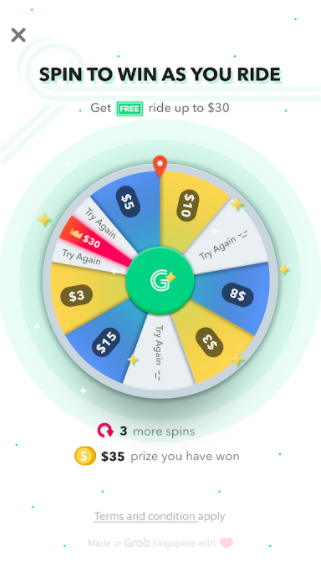 SPIN TO WIN AS YOU RIDE
Get FREE ride up to $30
$5
$10
Try Again
Try Again -_-
$30
Try Again
$8
$3
$3
$15
Try Again -_-
G
3 more spins
$ $35 prize you have won
Terms and condition apply
Made in Grab Singapore with